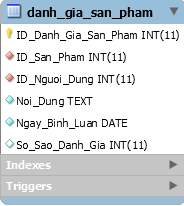 danh_gia_san_pham
ID_Danh_Gia_San_Pham INT(11)
ID_San_Pham INT(11)
ID_Nguoi_Dung INT(11)
Noi_Dung TEXT
Ngay_Binh_Luan DATE
So_Sao_Danh_Gia INT(11)
Indexes
Triggers